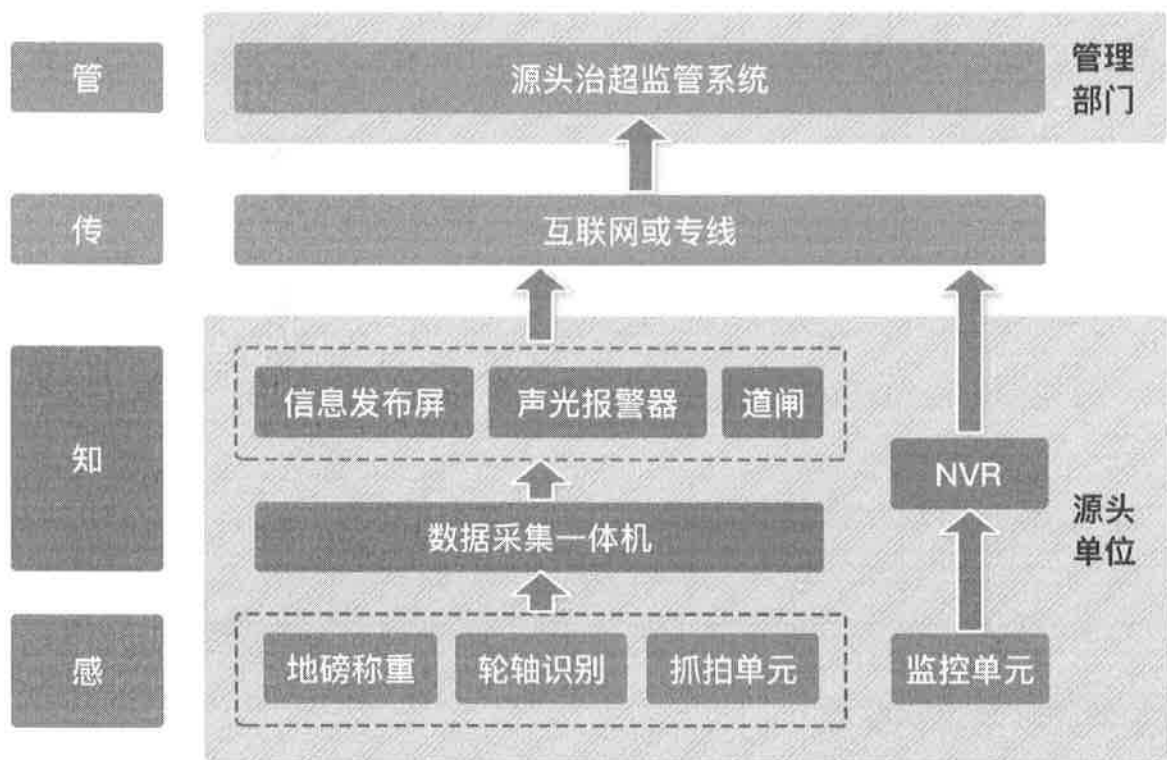 管
源头治超监管系统
管理
部门
传
互联网或专线
知
信息发布屏
声光报警器
道闸
NVR
数据采集一体机
源头
单位
感
地磅称重
轮轴识别
抓拍单元
监控单元